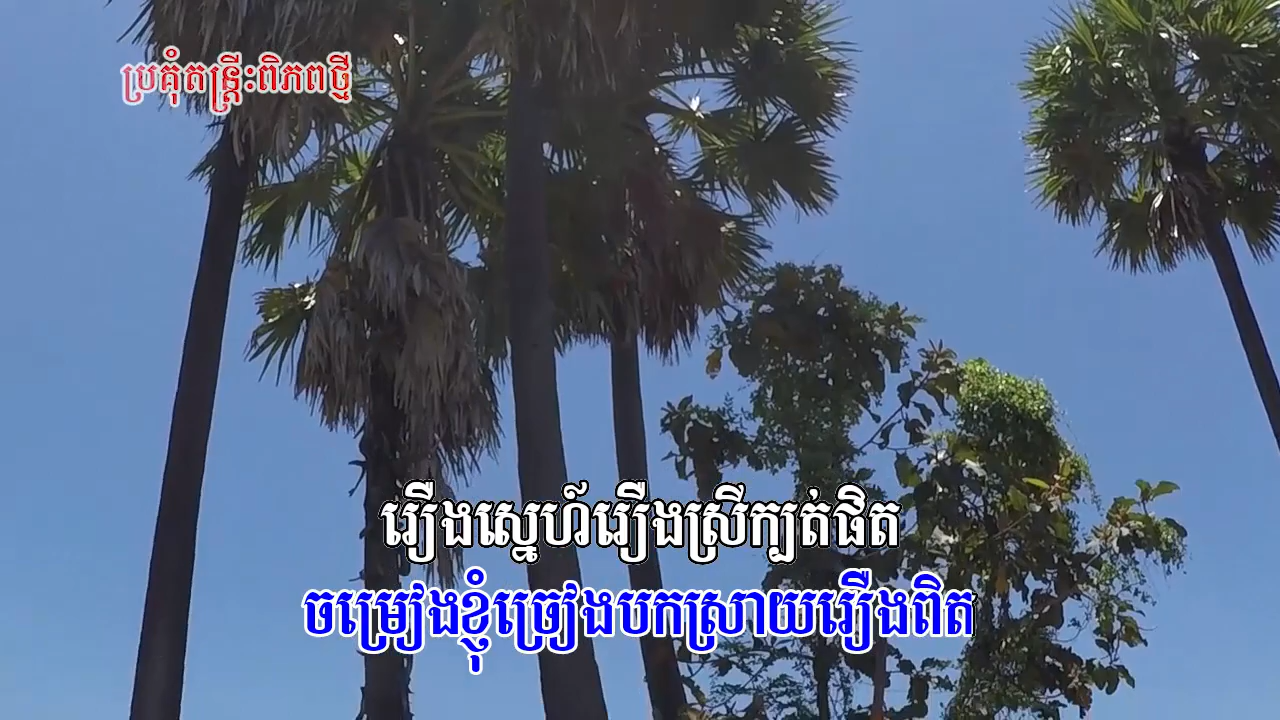 ប្រគុំតន្ត្រីៈពិភពថ្មី
រឿងស្នេហ៍រឿងស្រីក្បត់ផិត
ចម្រៀងខ្ញុំច្រៀងបកស្រាយរឿងពិត